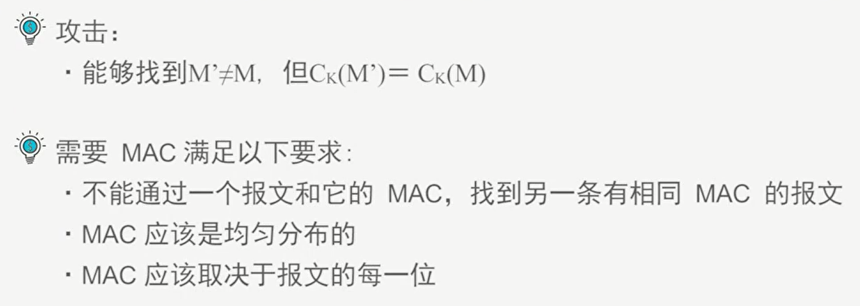 攻击：
·能够找到M’≠M, 但Cᴋ(M’)= Cᴋ(M)
需要 MAC 满足以下要求:
·不能通过一个报文和它的 MAC，找到另一条有相同 MAC 的报文
·MAC 应该是均匀分布的
·MAC 应该取决于报文的每一位